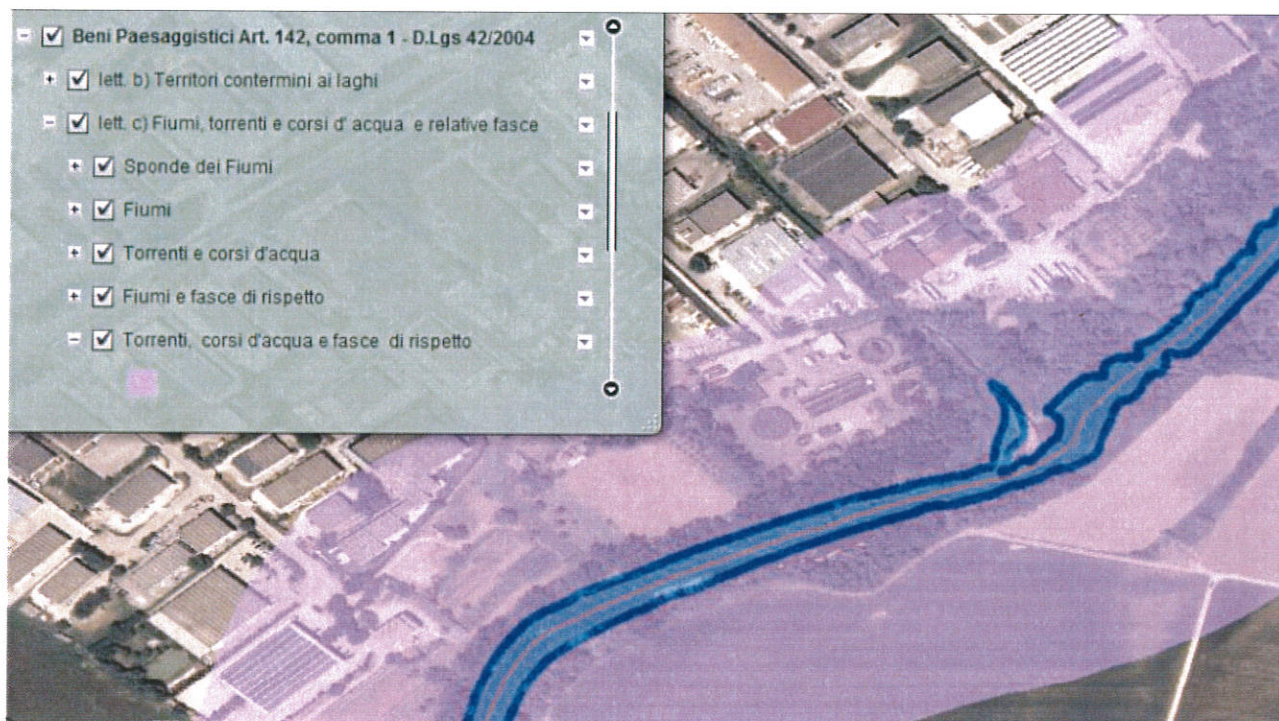 Beni Paesaggistici Art. 142, comma 1 - D.Lgs 42/2004
lett. b) Territori contermini ai laghi
lett. c) Fiumi, torrenti e corsi d' acqua e relative fasce
Sponde dei Fiumi
Fiumi
Torrenti e corsi d'acqua
Fiumi e fasce di rispetto
Torrenti, corsi d'acqua e fasce di rispetto